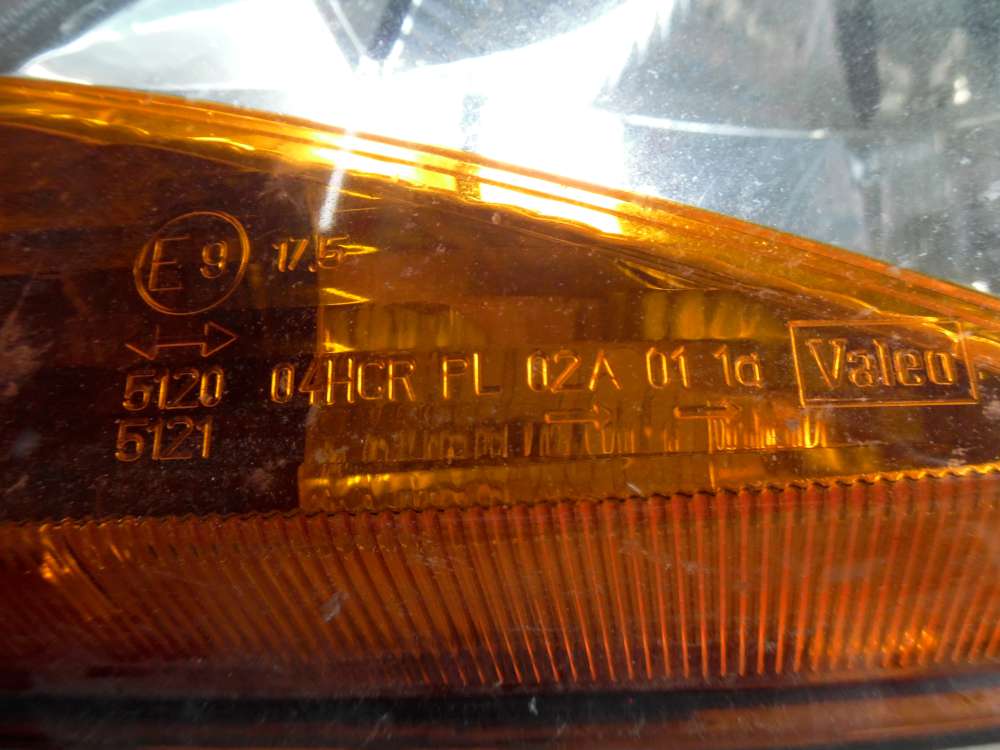 E9 17.5
↔
5120 04HCR PL 02A 01 1a Valeo
→ →
5121